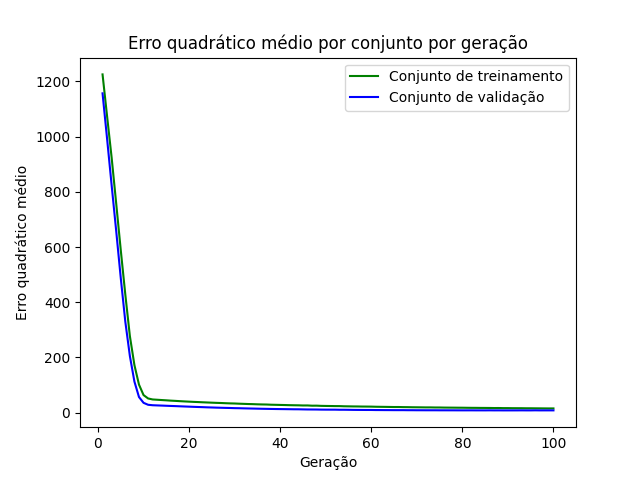 Erro quadrático médio por conjunto por geração
Conjunto de treinamento
Conjunto de validação
Erro quadrático médio
1200
1000
800
600
400
200
0
0 20 40 60 80 100
Geração